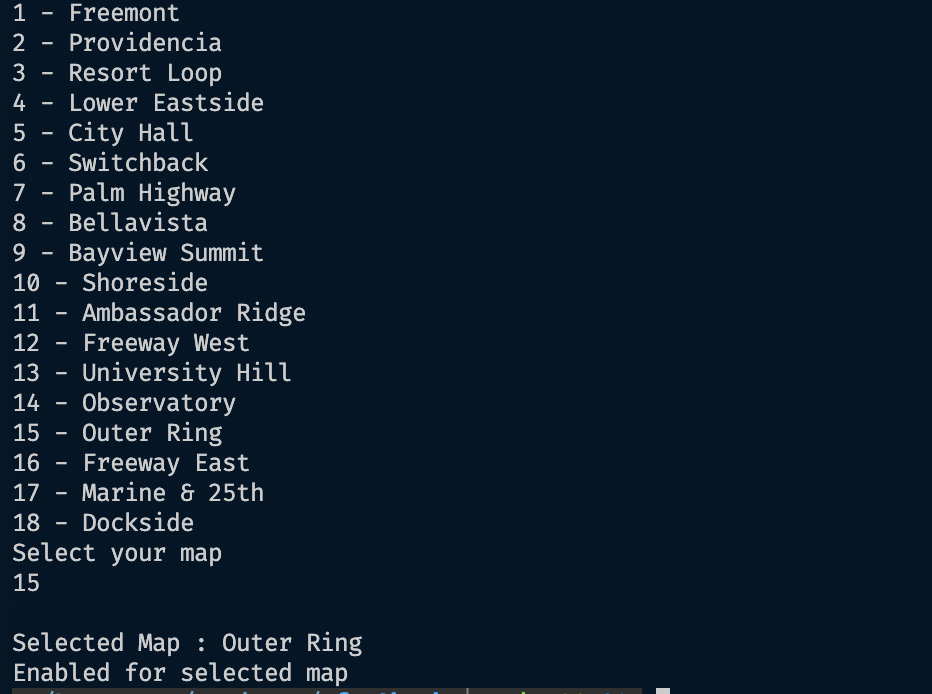 1 - Freemont
2 - Providencia
3 - Resort Loop
4 - Lower Eastside
5 - City Hall
6 - Switchback
7 - Palm Highway
8 - Bellavista
9 - Bayview Summit
10 - Shoreside
11 - Ambassador Ridge
12 - Freeway West
13 - University Hill
14 - Observatory
15 - Outer Ring
16 - Freeway East
17 - Marine & 25th
18 - Dockside
Select your map
15
Selected Map : Outer Ring
Enabled for selected map